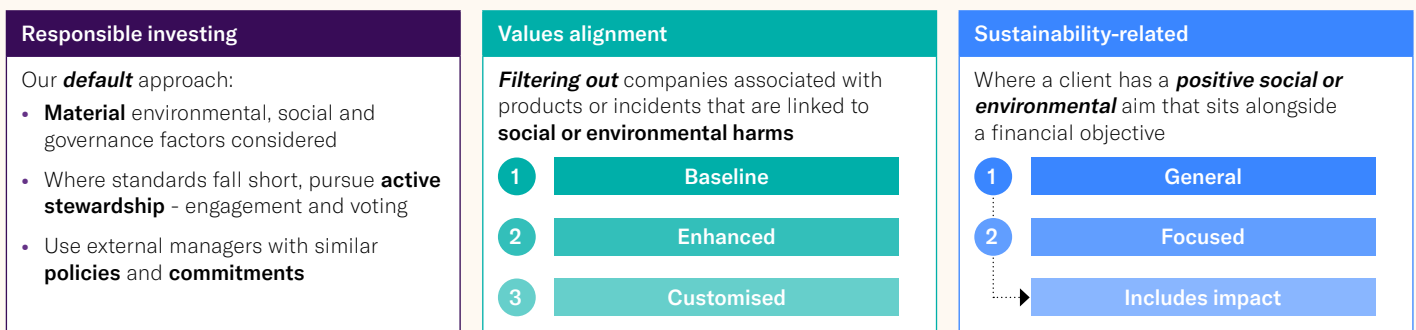 Responsible investing
Our default approach:
• Material environmental, social and
governance factors considered
• Where standards fall short, pursue active
stewardship - engagement and voting
• Use external managers with similar
policies and commitments
Values alignment
Filtering out companies associated with
products or incidents that are linked to
social or environmental harms
1 Baseline
2 Enhanced
3 Customised
Sustainability-related
Where a client has a positive social or
environmental aim that sits alongside
a financial objective
1 General
2 Focused
Includes impact